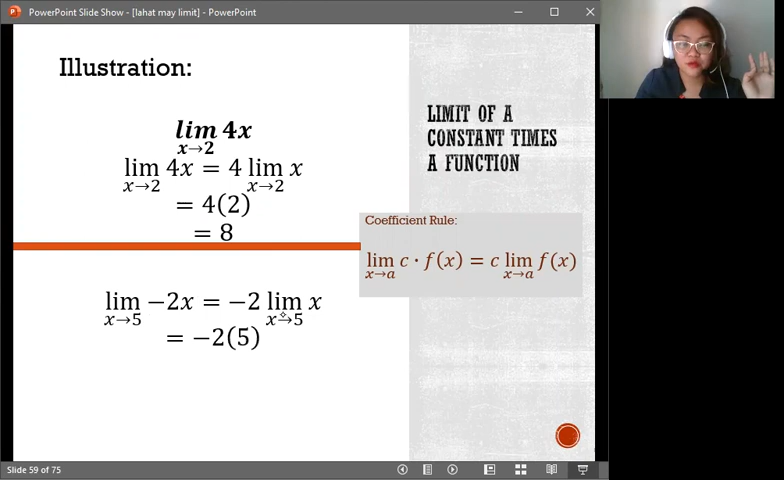 PowerPoint Slide Show - [lahat may limit] - PowerPoint
Illustration:
lim 4x
x→2
lim 4x = 4 lim x
x→2 x→2
= 4(2)
= 8
lim −2x = −2 lim x
x→5 x→5
= −2(5)
LIMIT OF A
CONSTANT TIMES
A FUNCTION
Coefficient Rule:
lim c · f(x) = c lim f(x)
x→a x→a
Slide 59 of 75